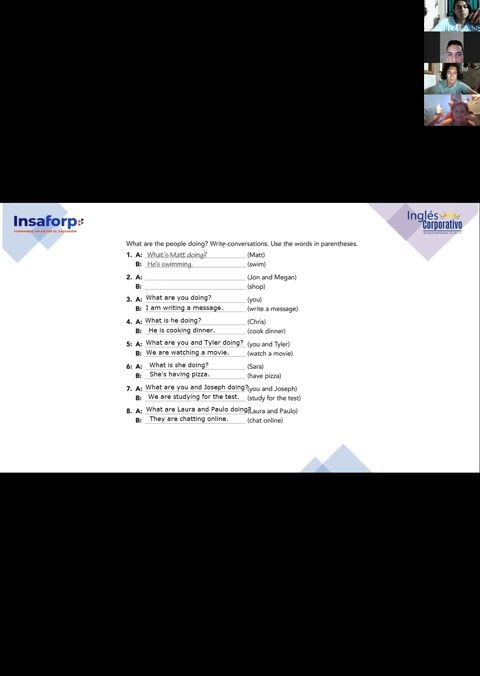 Insaforp
Inglés
Corporativo
What are the people doing? Write conversations. Use the words in parentheses.
1. A: What's Matt doing? (Matt)
B: He's swimming. (swim)
2. A: (Jon and Megan)
B: (shop)
3. A: What are you doing? (you)
B: I am writing a message. (write a message)
4. A: What is he doing? (Chris)
B: He is cooking dinner. (cook dinner)
5: A: What are you and Tyler doing? (you and Tyler)
B: We are watching a movie. (watch a movie)
6: A: What is she doing? (Sara)
B: She's having pizza. (have pizza)
7. A: What are you and Joseph doing? (you and Joseph)
B: We are studying for the test. (study for the test)
8. A: What are Laura and Paulo doing? (Laura and Paulo)
B: They are chatting online. (chat online)